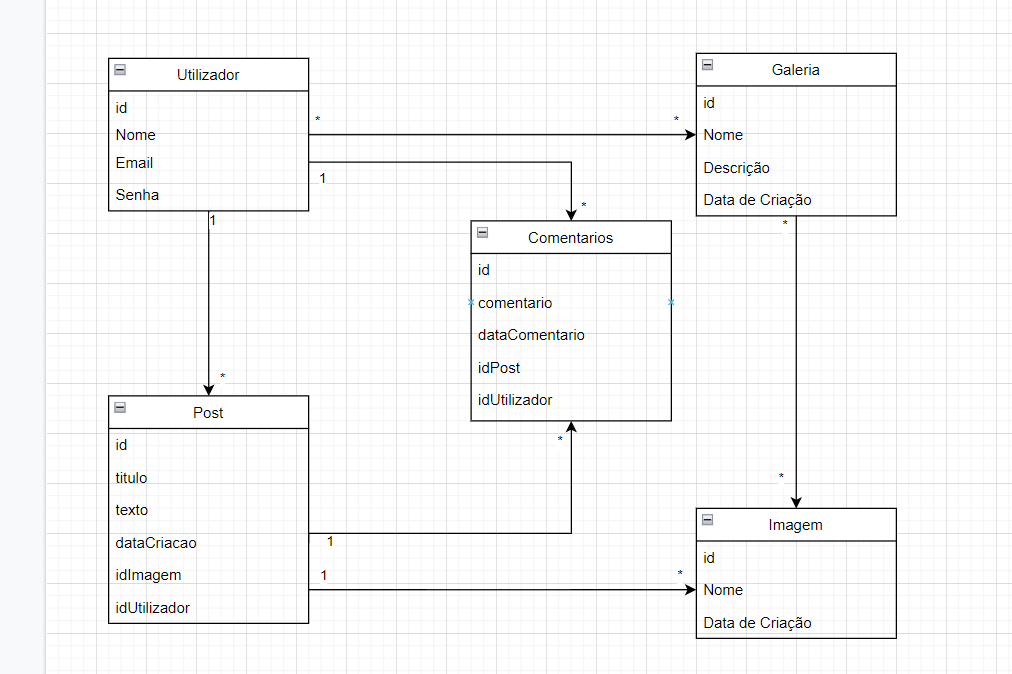 Utilizador
id
Nome
Email
Senha
Galeria
id
Nome
Descrição
Data de Criação
*
*
1
*
1
*
Comentarios
id
comentario
dataComentario
idPost
idUtilizador
*
*
Post
id
titulo
texto
dataCriacao
idImagem
idUtilizador
*
1
1
*
Imagem
id
Nome
Data de Criação